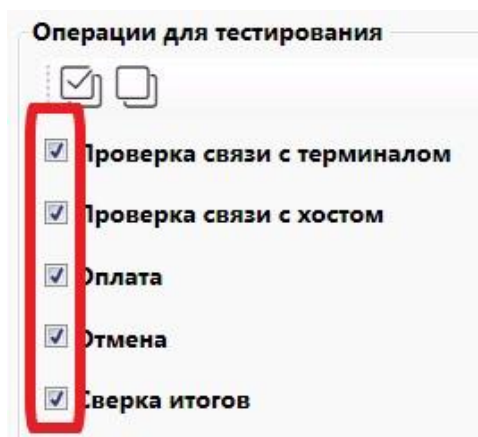 Операции для тестирования
Проверка связи с терминалом
Проверка связи с хостом
Оплата
Отмена
Сверка итогов